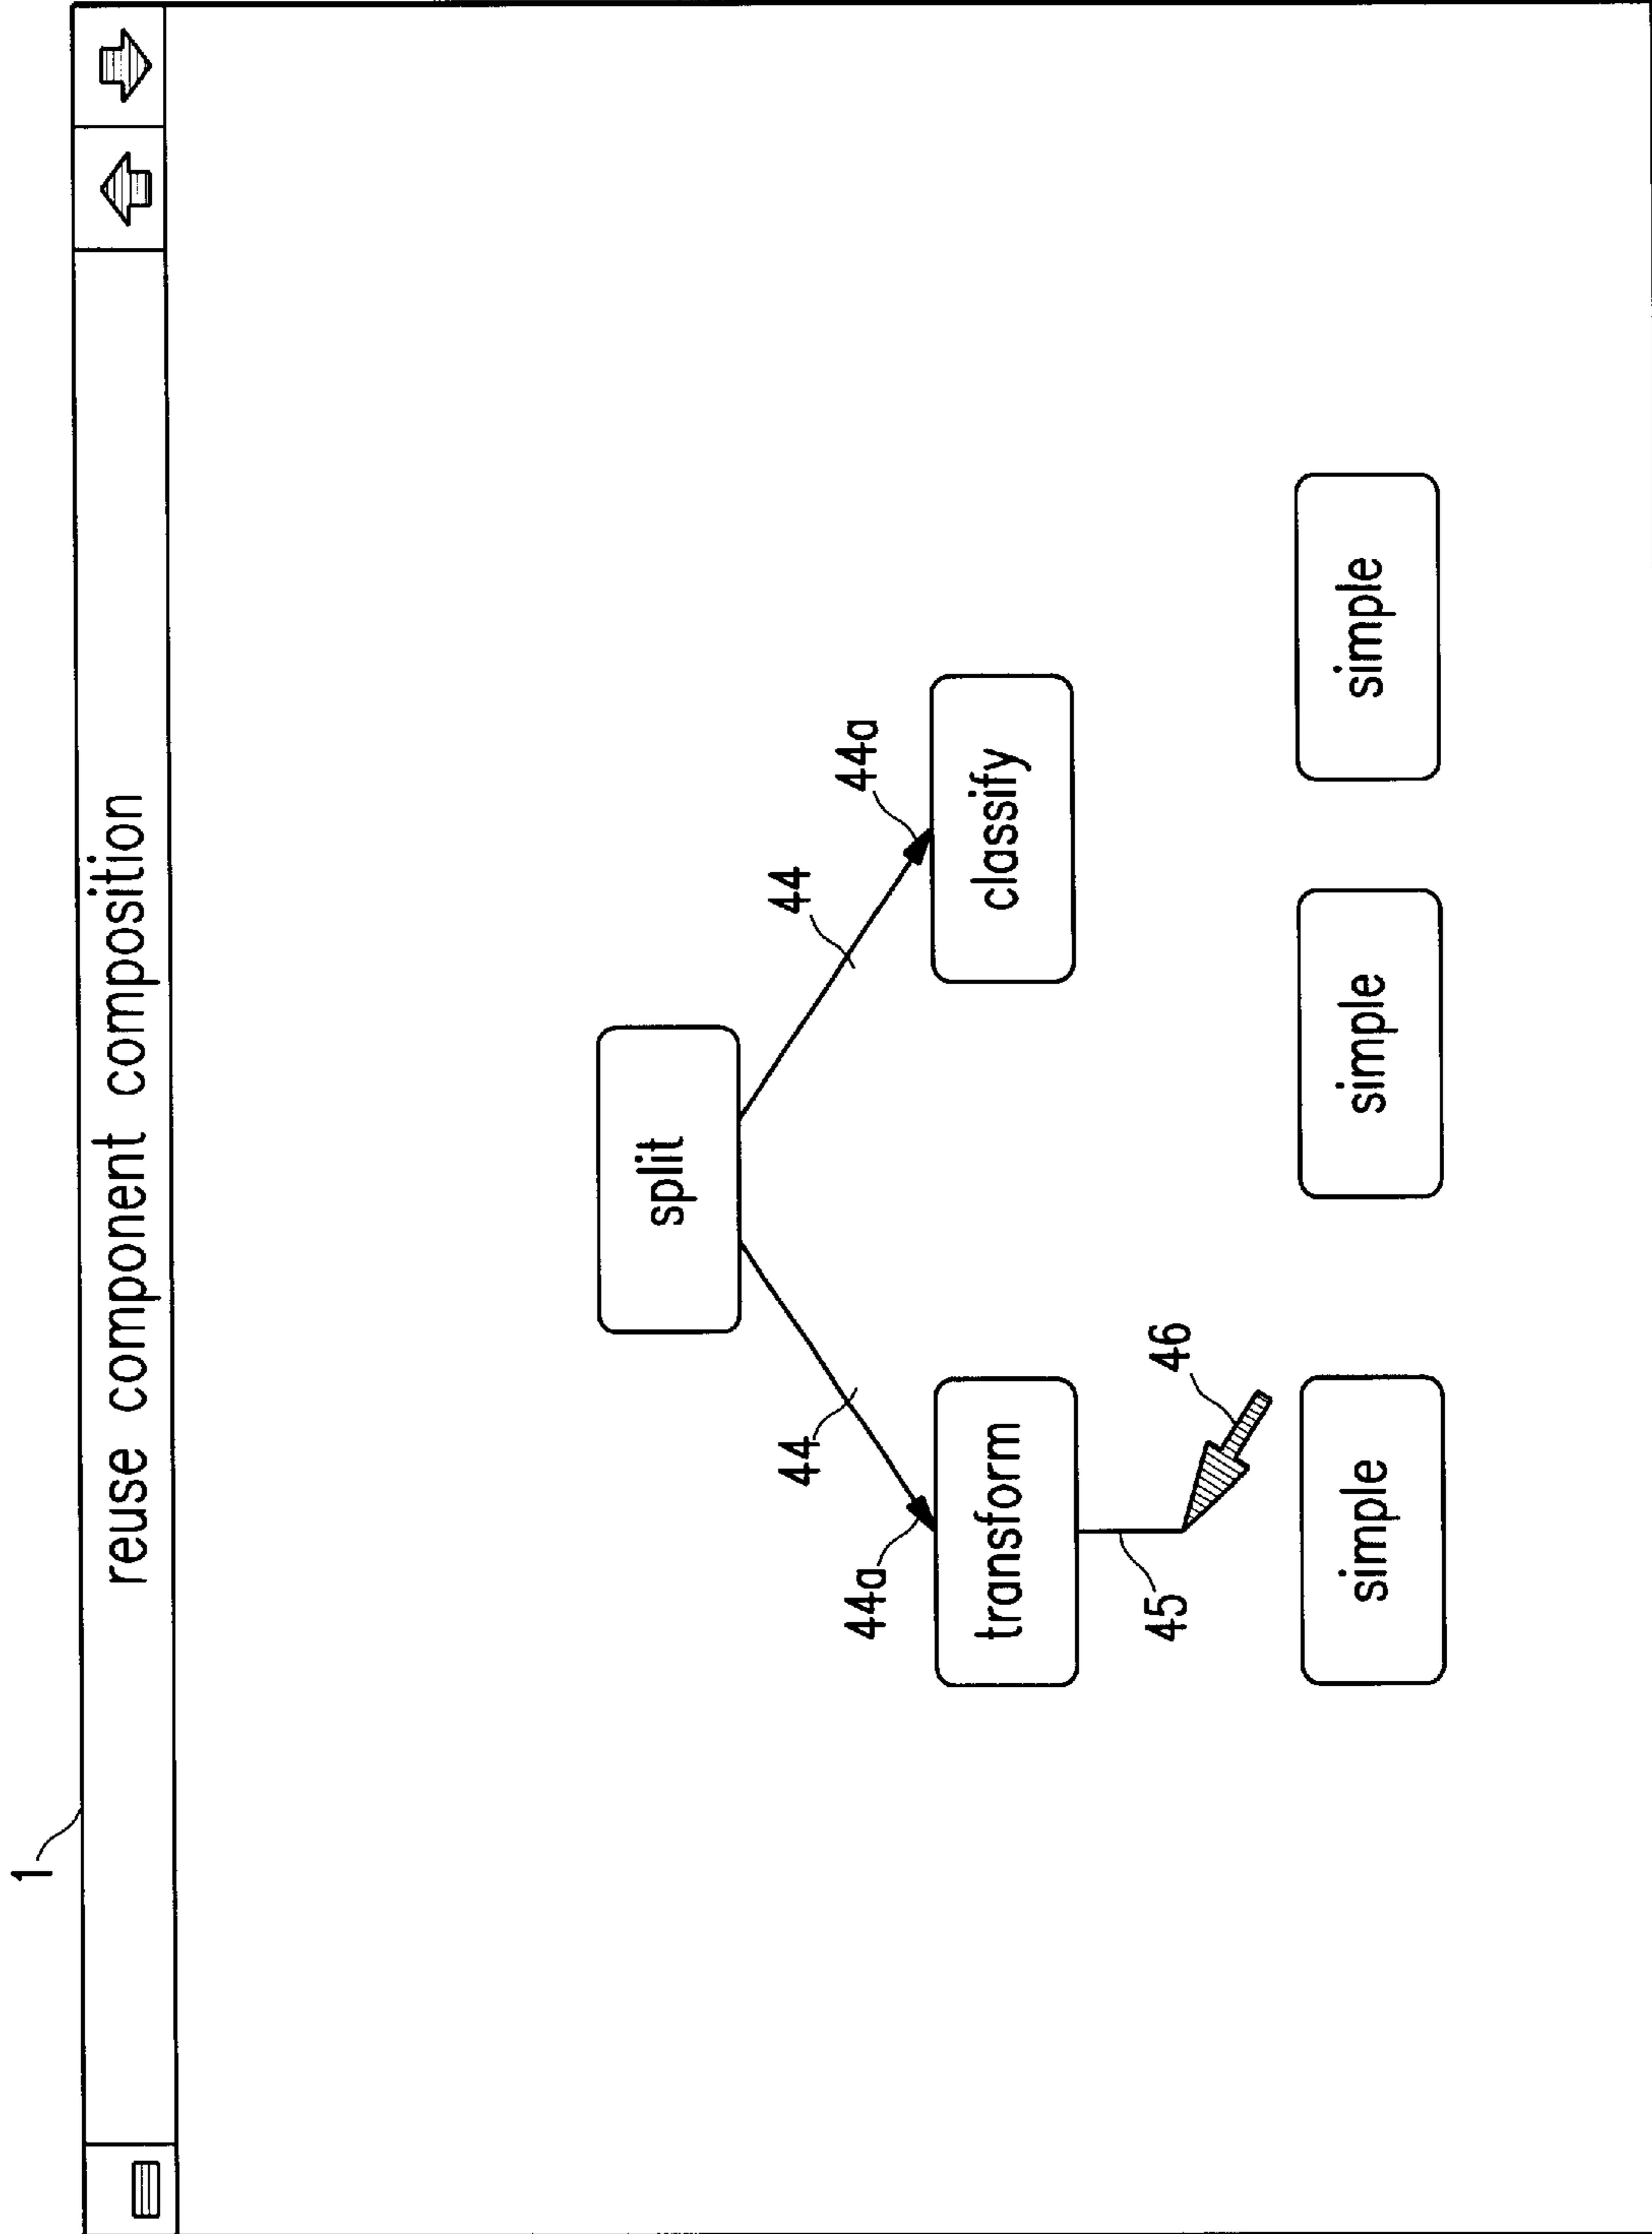 1
reuse component composition
split
44
44
44a
44a
transform
classify
45
46
simple
simple
simple